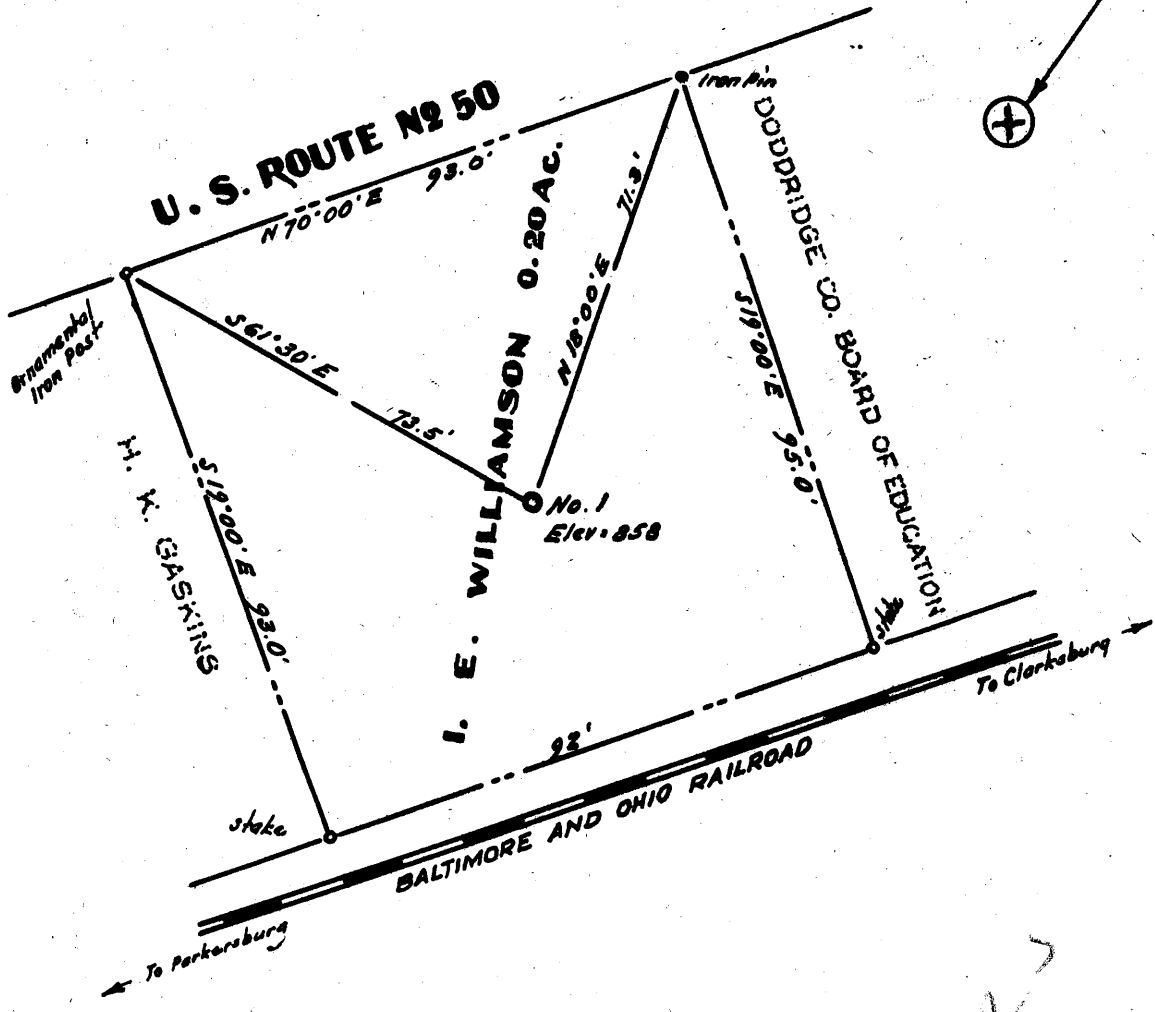 Iron Pin
U. S. ROUTE No 50
N 70°00' E 93.0'
I. E. WILLIAMSON 0.20 Ac.
N 18°00' E 71.3'
DODDRIDGE CO. BOARD OF EDUCATION
Ornamental
Iron Post
S 61°30' E 73.5'
S 19°00' E 95.0'
H. K. GASKINS
S 19°00' E 93.0'
No. 1
Elev. 858
stake
92'
To Clarksburg
stake
BALTIMORE AND OHIO RAILROAD
To Parkersburg